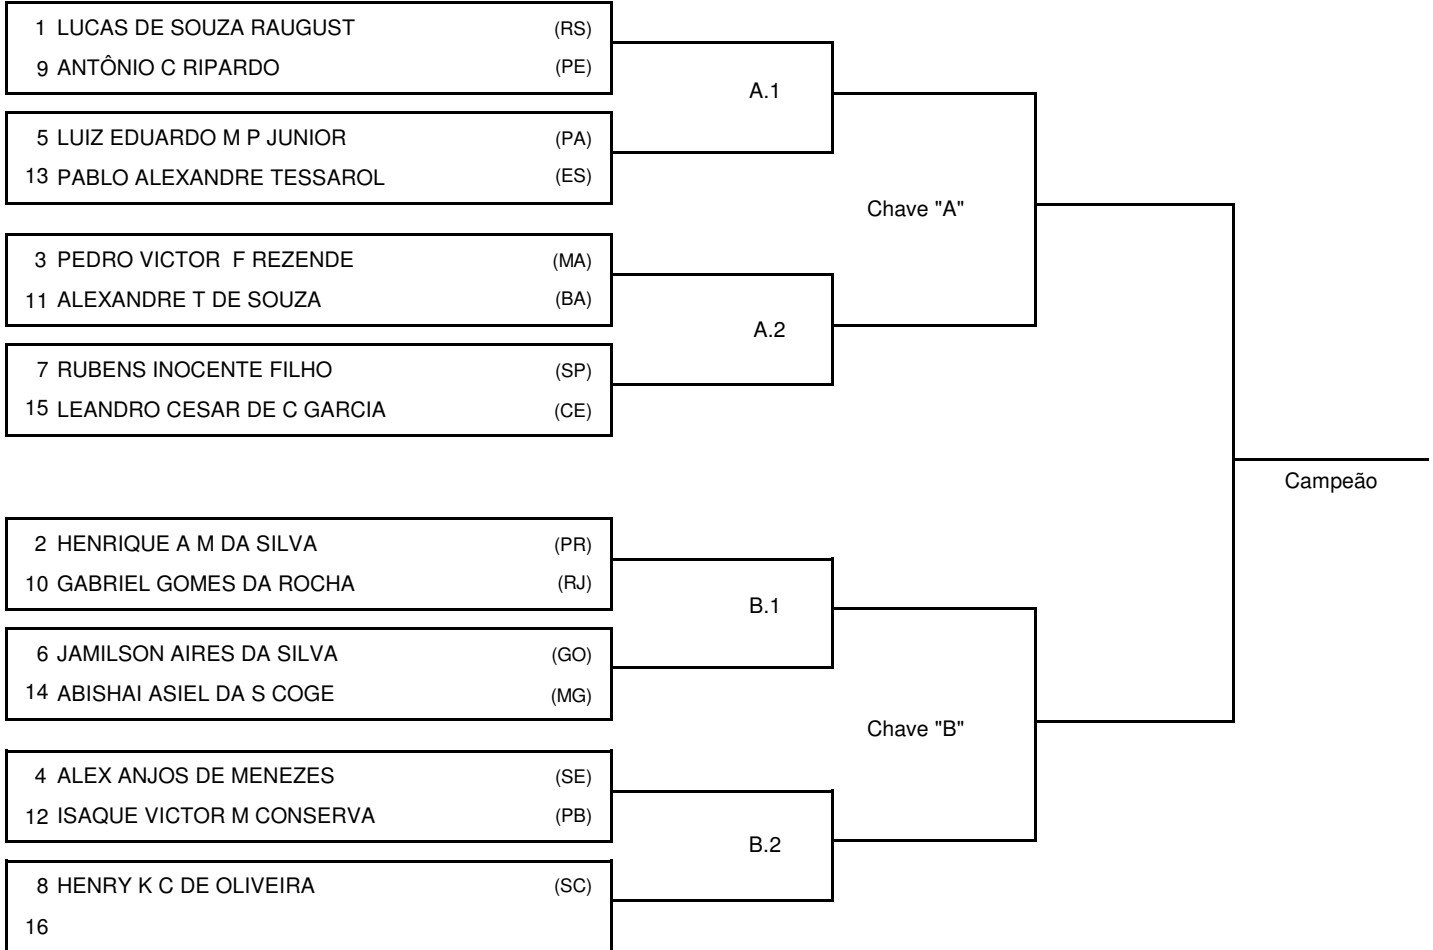 1 LUCAS DE SOUZA RAUGUST (RS)
9 ANTÔNIO C RIPARDO (PE)
A.1
5 LUIZ EDUARDO M P JUNIOR (PA)
13 PABLO ALEXANDRE TESSAROL (ES)
Chave "A"
3 PEDRO VICTOR F REZENDE (MA)
11 ALEXANDRE T DE SOUZA (BA)
A.2
7 RUBENS INOCENTE FILHO (SP)
15 LEANDRO CESAR DE C GARCIA (CE)
Campeão
2 HENRIQUE A M DA SILVA (PR)
10 GABRIEL GOMES DA ROCHA (RJ)
B.1
6 JAMILSON AIRES DA SILVA (GO)
14 ABISHAI ASIEL DA S COGE (MG)
Chave "B"
4 ALEX ANJOS DE MENEZES (SE)
12 ISAQUE VICTOR M CONSERVA (PB)
B.2
8 HENRY K C DE OLIVEIRA (SC)
16